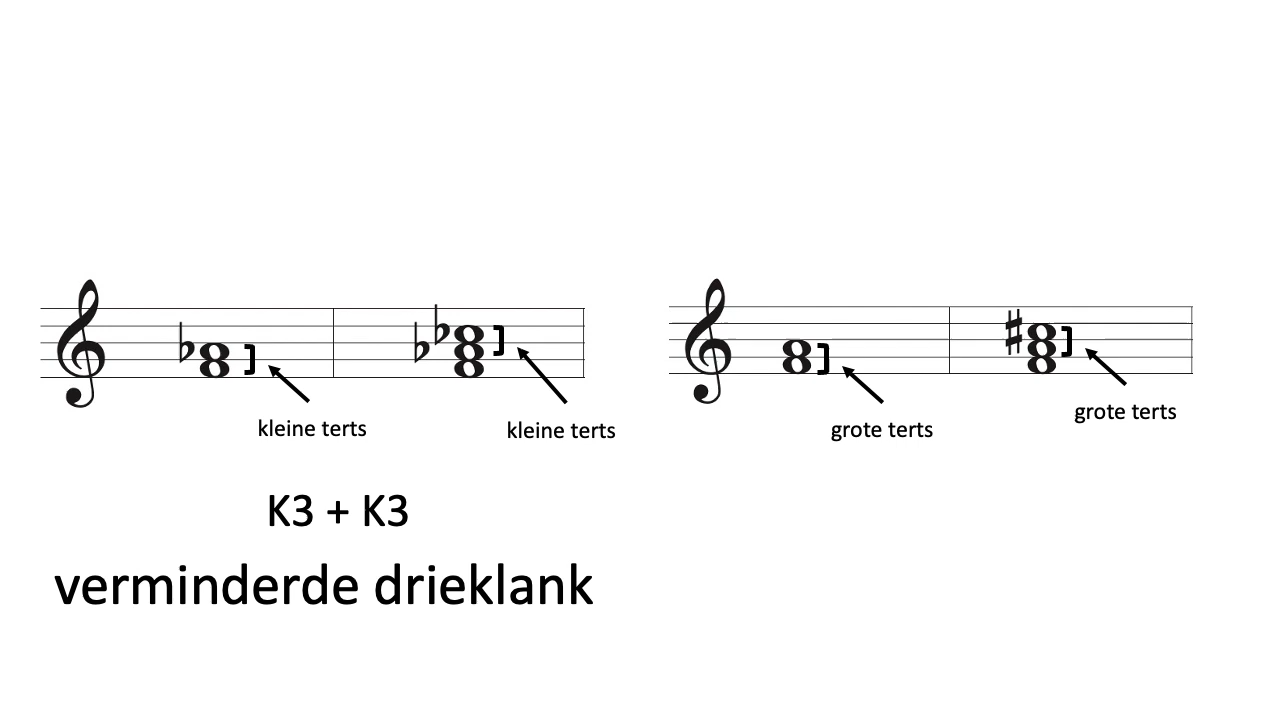 kleine terts
kleine terts
K3 + K3
verminderde drieklank
grote terts
grote terts